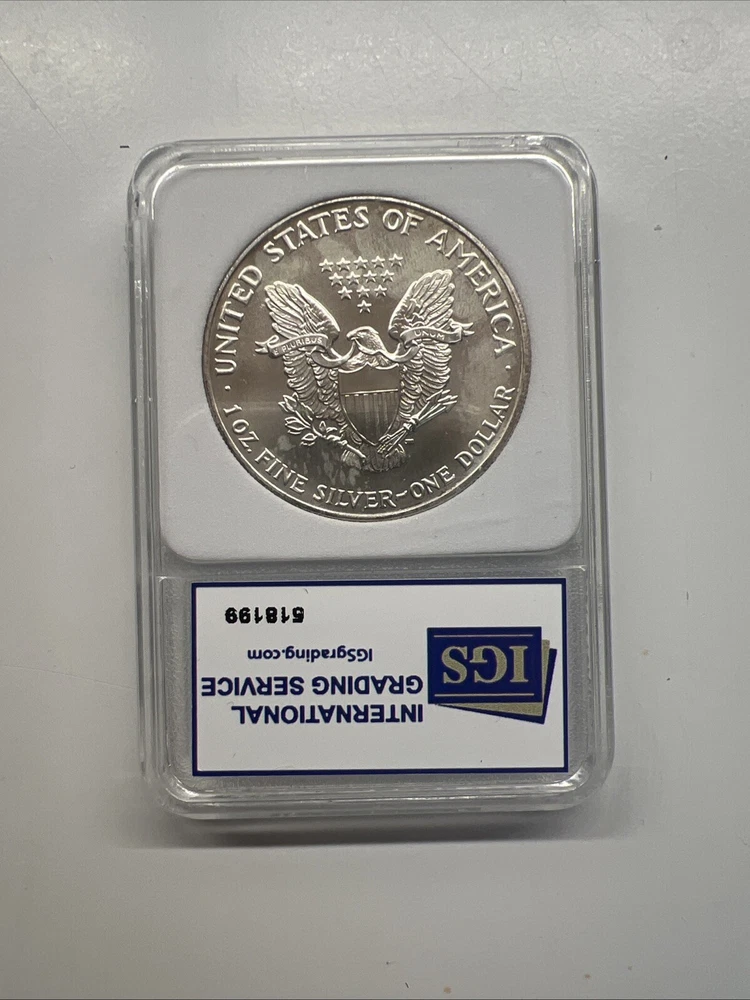 UNITED STATES OF AMERICA
E PLURIBUS UNUM
1 OZ. FINE SILVER~ONE DOLLAR
IGS
INTERNATIONAL
GRADING SERVICE
IGSgrading.com
518199